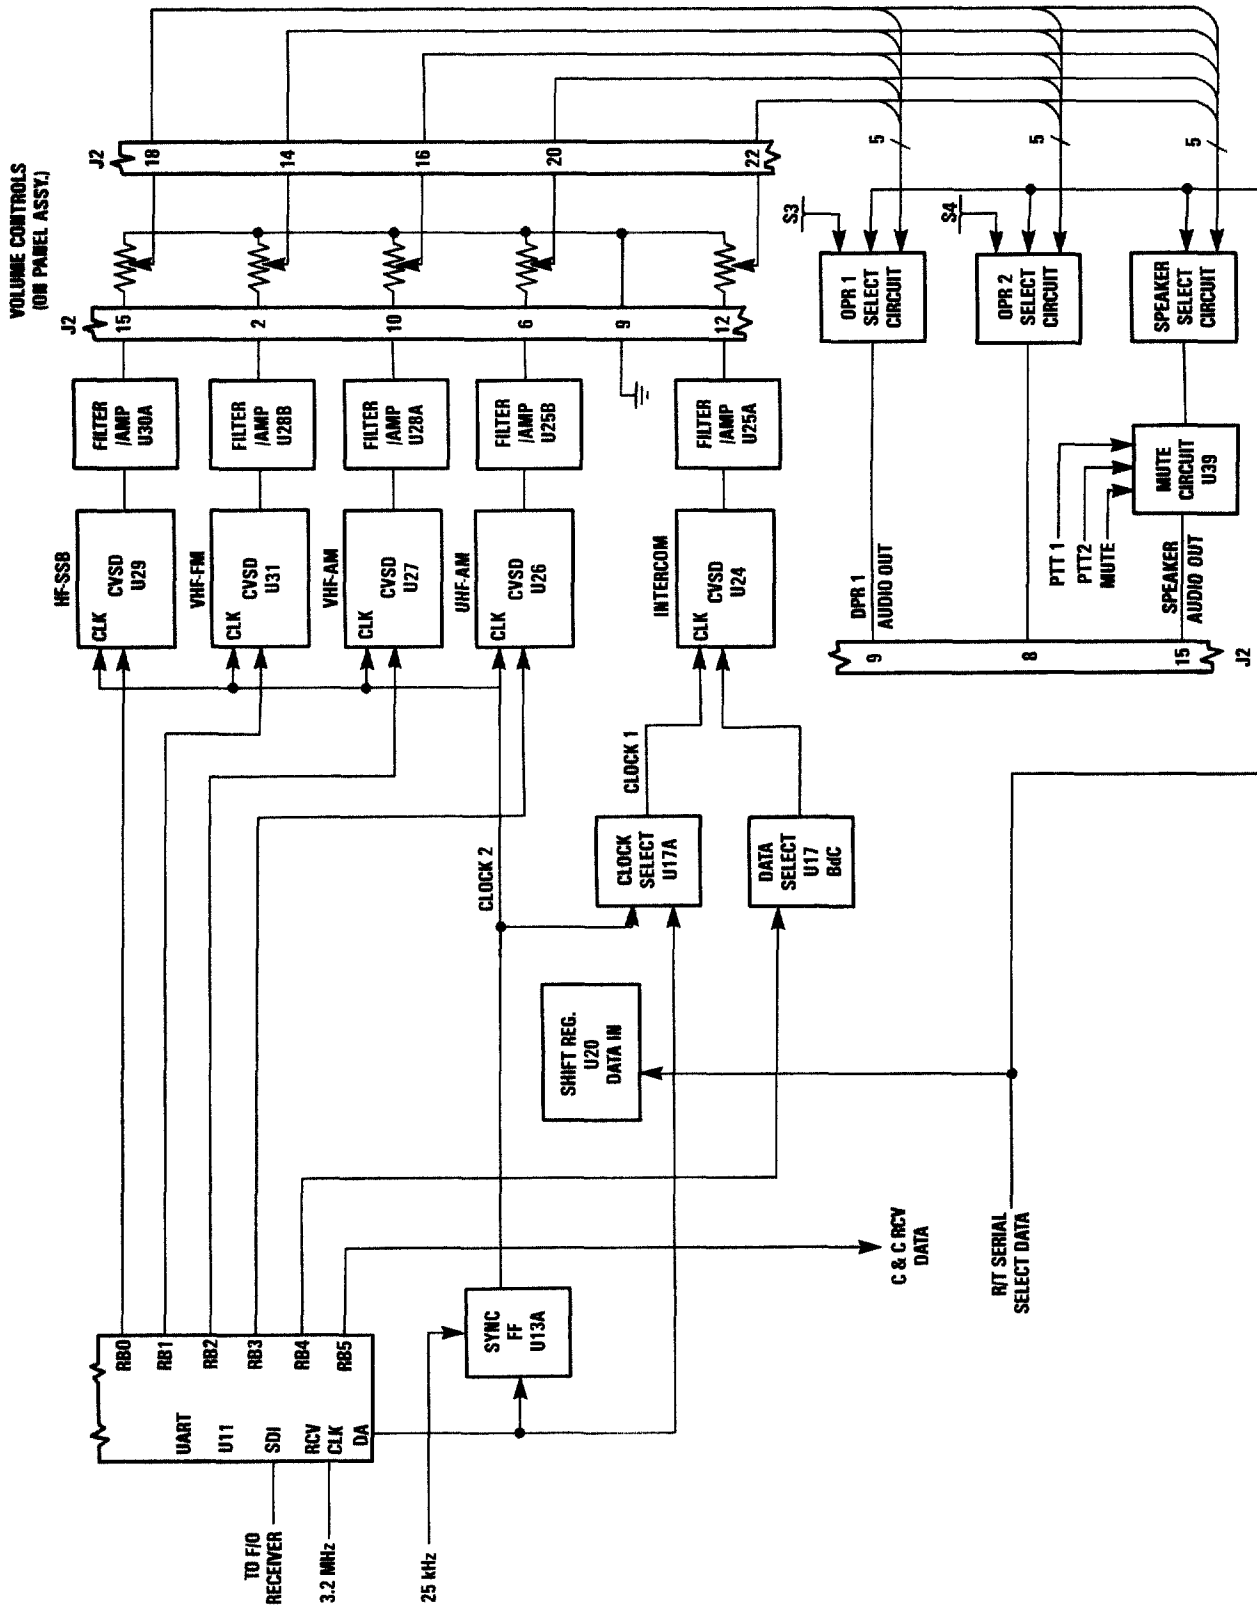 VOLUME CONTROLS
(ON PANEL ASSY.)
UART
U11
SDI
RCV
CLK
DA
RB0
RB1
RB2
RB3
RB4
RB5
TO F/O
RECEIVER
3.2 MHz
25 kHz
SYNC
FF
U13A
C & C RCV
DATA
R/T SERIAL
SELECT DATA
SHIFT REG.
U20
DATA IN
CLOCK 2
CLOCK
SELECT
U17A
CLOCK 1
DATA
SELECT
U17
BdC
HF-SSB
CLK
CVSD
U29
VHF-FM
CLK
CVSD
U31
VHF-AM
CLK
CVSD
U27
UHF-AM
CLK
CVSD
U26
INTERCOM
CLK
CVSD
U24
FILTER
/AMP
U30A
FILTER
/AMP
U28B
FILTER
/AMP
U28A
FILTER
/AMP
U25B
FILTER
/AMP
U25A
J2
15
2
10
6
9
12
J2
18
14
16
20
22
S3
OPR 1
SELECT
CIRCUIT
5
S4
OPR 2
SELECT
CIRCUIT
5
SPEAKER
SELECT
CIRCUIT
5
PTT 1
PTT2
MUTE
MUTE
CIRCUIT
U39
DPR 1
AUDIO OUT
SPEAKER
AUDIO OUT
9
8
15
J2